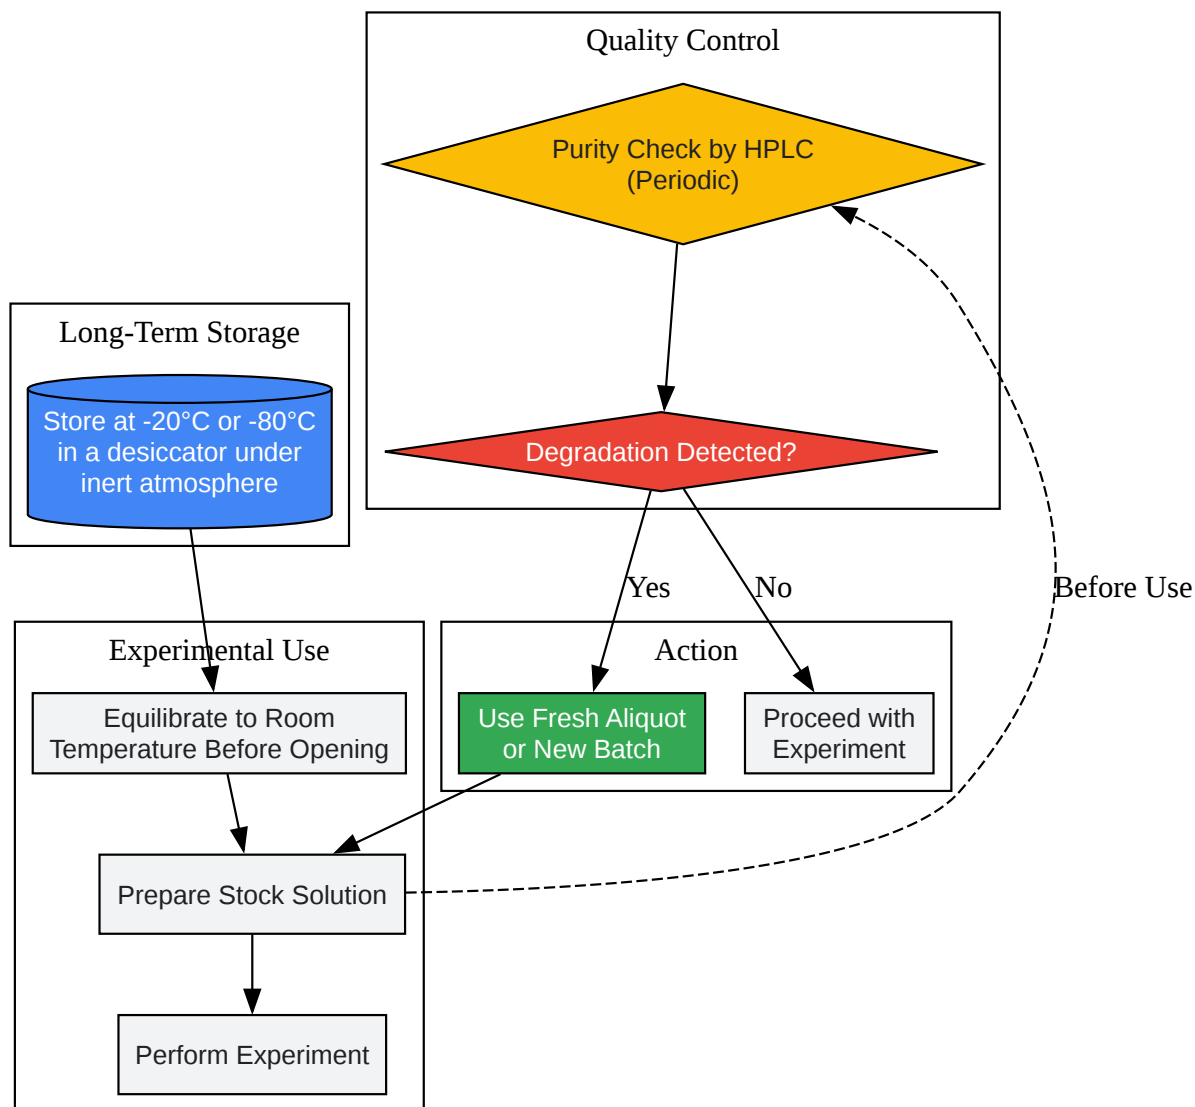 Quality Control
Purity Check by HPLC
(Periodic)
Long-Term Storage
Store at -20°C or -80°C
in a desiccator under
inert atmosphere
Degradation Detected?
Yes
No
Before Use
Experimental Use
Action
Equilibrate to Room
Temperature Before Opening
Use Fresh Aliquot
or New Batch
Proceed with
Experiment
Prepare Stock Solution
Perform Experiment